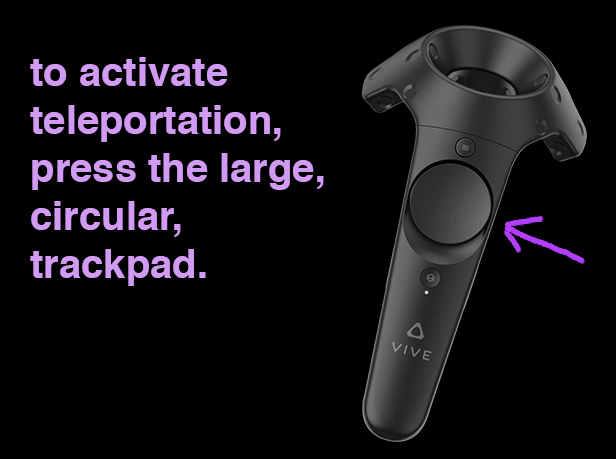 to activate
teleportation,
press the large,
circular,
trackpad.
VIVE